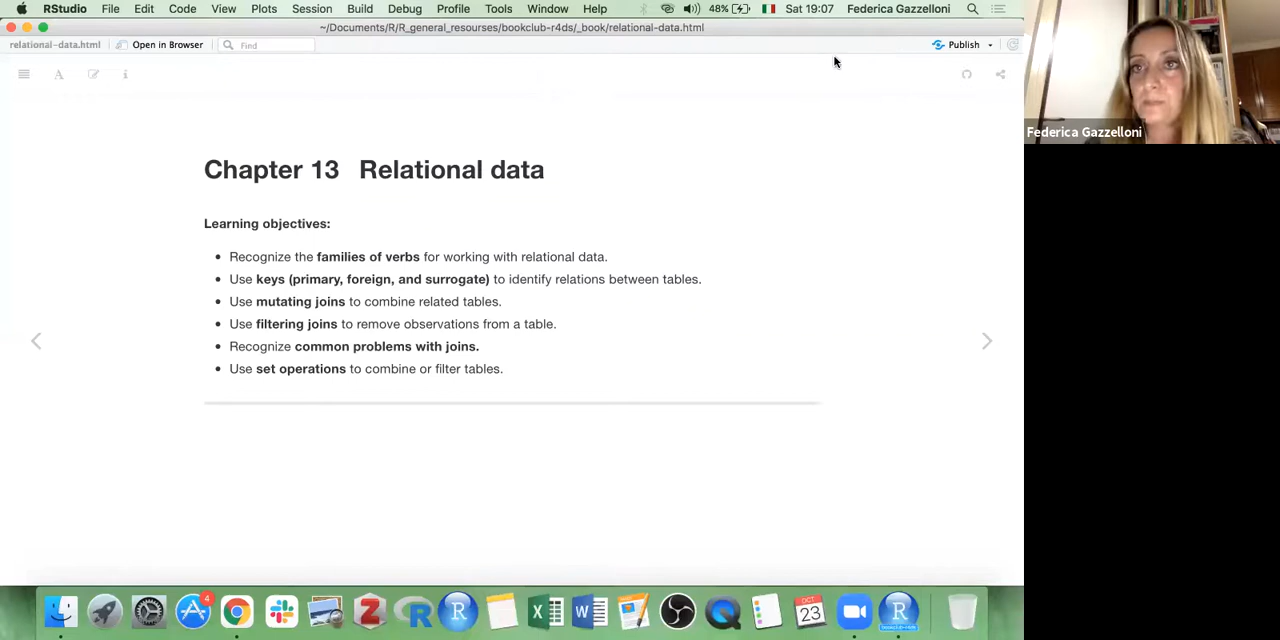 RStudio File Edit Code View Plots Session Build Debug Profile Tools Window Help 48% Sat 19:07 Federica Gazzelloni
~/Documents/R/R_general_resourses/bookclub-r4ds/_book/relational-data.html
relational-data.html Open in Browser Find Publish
Chapter 13 Relational data
Learning objectives:
• Recognize the families of verbs for working with relational data.
• Use keys (primary, foreign, and surrogate) to identify relations between tables.
• Use mutating joins to combine related tables.
• Use filtering joins to remove observations from a table.
• Recognize common problems with joins.
• Use set operations to combine or filter tables.
Federica Gazzelloni
4
OCT
23
bookclub-r4ds